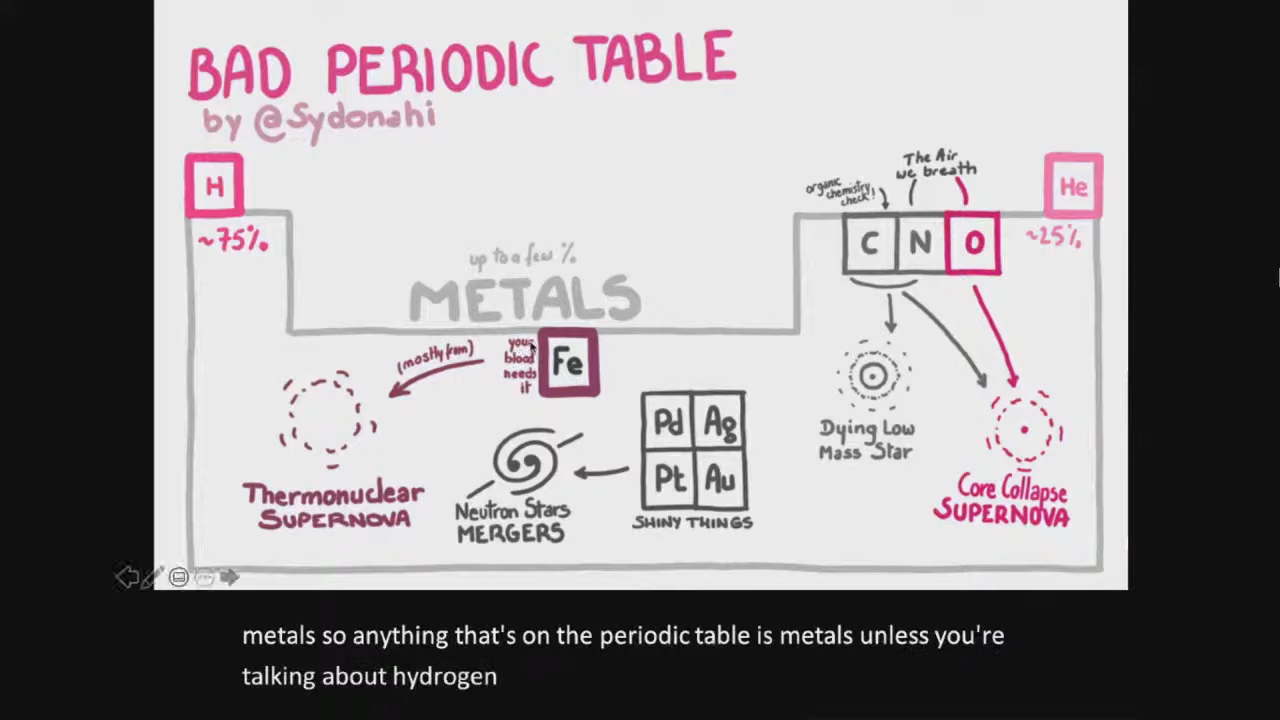 BAD PERIODIC TABLE
by @Sydonahi
H
~75%
The Air
we breath
organic
chemistry
check!
He
~25%
C N O
up to a few %
METALS
(mostly from)
your
blood
needs
it
Fe
Pd Ag
Pt Au
SHINY THINGS
Dying Low
Mass Star
Thermonuclear
SUPERNOVA
Neutron Stars
MERGERS
Core Collapse
SUPERNOVA
metals so anything that's on the periodic table is metals unless you're
talking about hydrogen